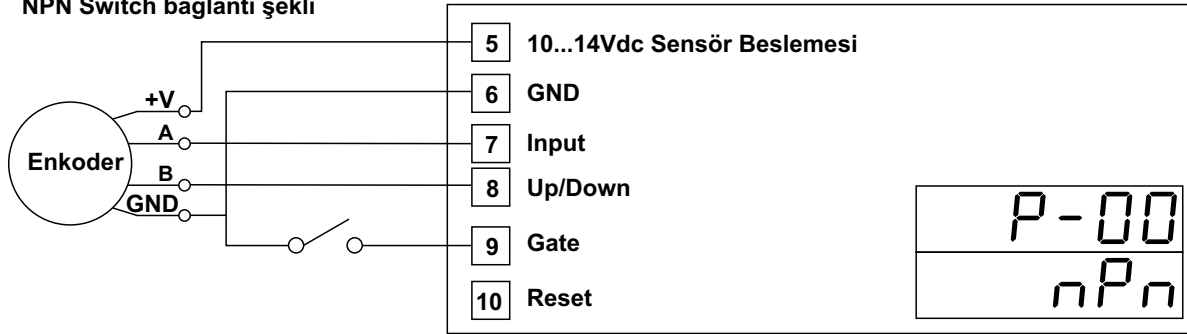 NPN Switch bağlantı şekli
5 10...14Vdc Sensör Beslemesi
+V
6 GND
A
7 Input
Enkoder
B
8 Up/Down
GND
9 Gate
10 Reset
P-00
nPn